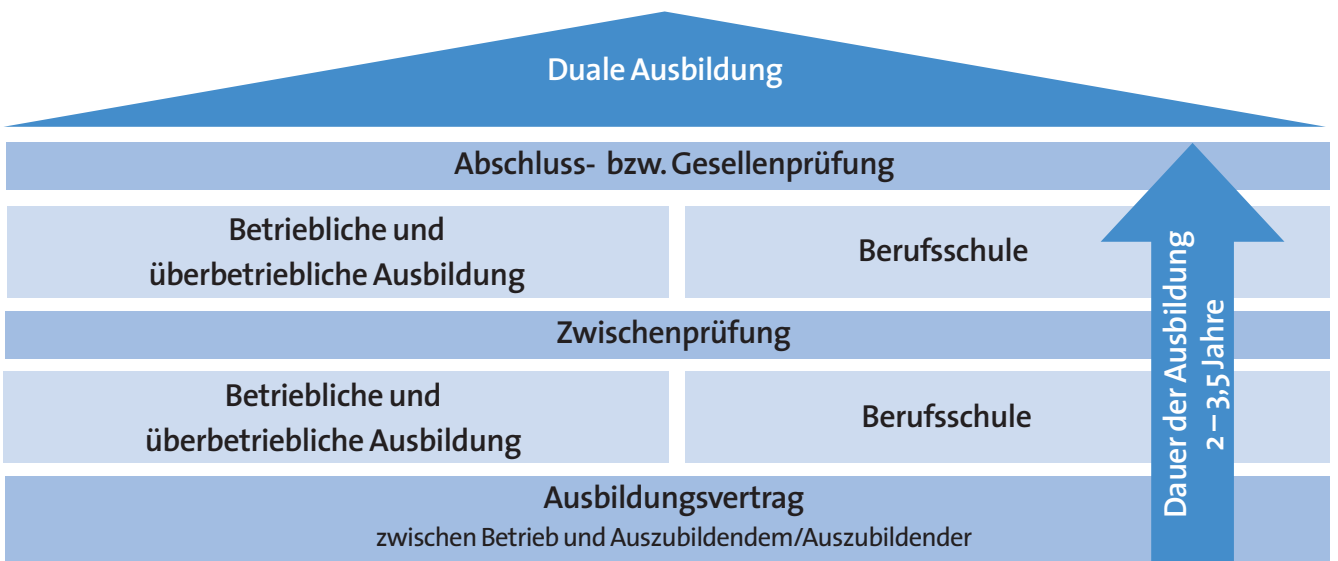 Duale Ausbildung
Abschluss- bzw. Gesellenprüfung
Betriebliche und
überbetriebliche Ausbildung
Berufsschule
Zwischenprüfung
Betriebliche und
überbetriebliche Ausbildung
Berufsschule
Ausbildungsvertrag
zwischen Betrieb und Auszubildendem/Auszubildender
Dauer der Ausbildung
2 – 3,5 Jahre